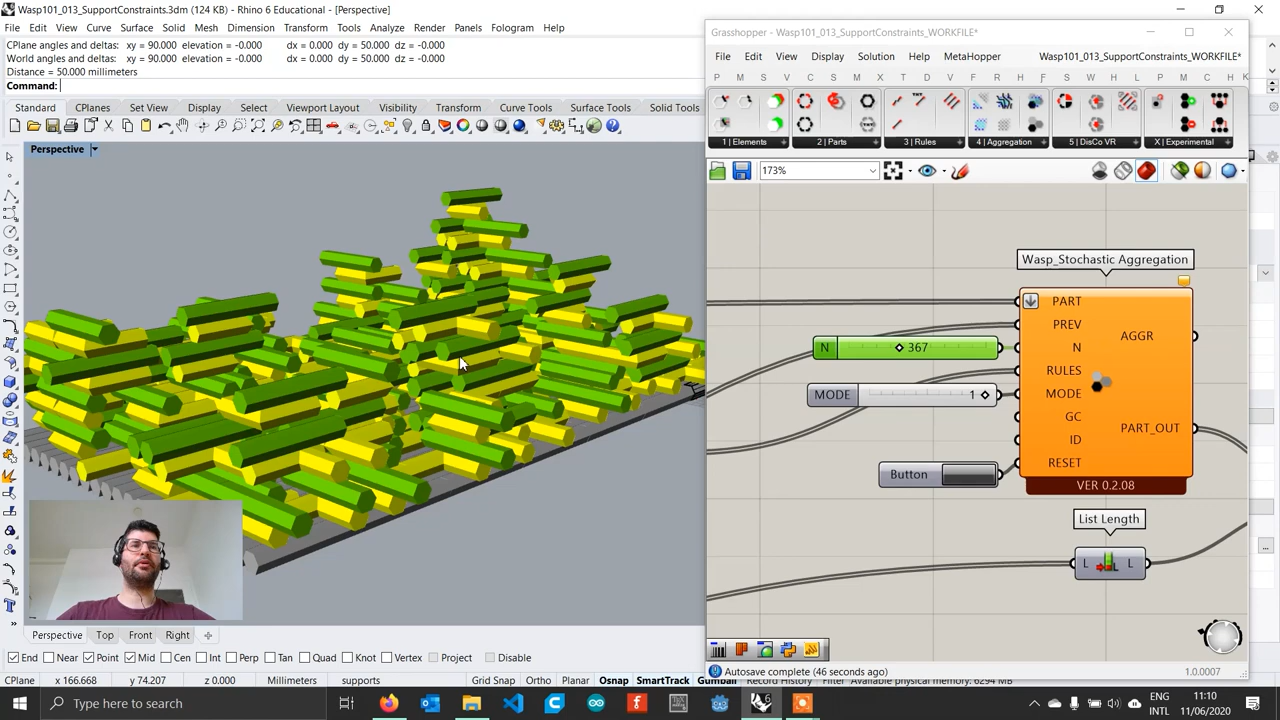 Wasp101_013_SupportConstraints.3dm (124 KB) - Rhino 6 Educational - [Perspective]
File Edit View Curve Surface Solid Mesh Dimension Transform Tools Analyze Render Panels Fologram Help
CPlane angles and deltas: xy = 90.000 elevation = -0.000 dx = 0.000 dy = 50.000 dz = -0.000
World angles and deltas: xy = 90.000 elevation = -0.000 dx = 0.000 dy = 50.000 dz = -0.000
Distance = 50.000 millimeters
Command:
Standard CPlanes Set View Display Select Viewport Layout Visibility Transform Curve Tools Surface Tools Solid Tools
Perspective
Perspective Top Front Right
End Near Point Mid Cen Int Perp Tan Quad Knot Vertex Project Disable
x 166.668 y 74.207 z 0.000 Millimeters supports Grid Snap Ortho Planar Osnap SmartTrack Gumball Record History Filter Available physical memory: 6294 MB
Grasshopper - Wasp101_013_SupportConstraints_WORKFILE*
File Edit View Display Solution Help MetaHopper Wasp101_013_SupportConstraints_WORKFILE*
1 | Elements 2 | Parts 3 | Rules 4 | Aggregation 5 | DisCo VR X | Experimental
173%
Wasp_Stochastic Aggregation
PART
PREV
N 367
N
RULES
MODE 1
MODE
GC
ID
Button
RESET
AGGR
PART_OUT
VER 0.2.08
List Length
L L
Autosave complete (46 seconds ago)
1.0.0007
Type here to search
ENG
INTL
11:10
11/06/2020